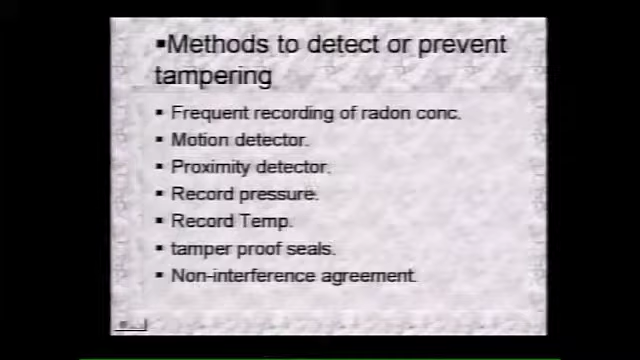 ▪Methods to detect or prevent
tampering
▪ Frequent recording of radon conc.
▪ Motion detector.
▪ Proximity detector.
▪ Record pressure.
▪ Record Temp.
▪ tamper proof seals.
▪ Non-interference agreement.